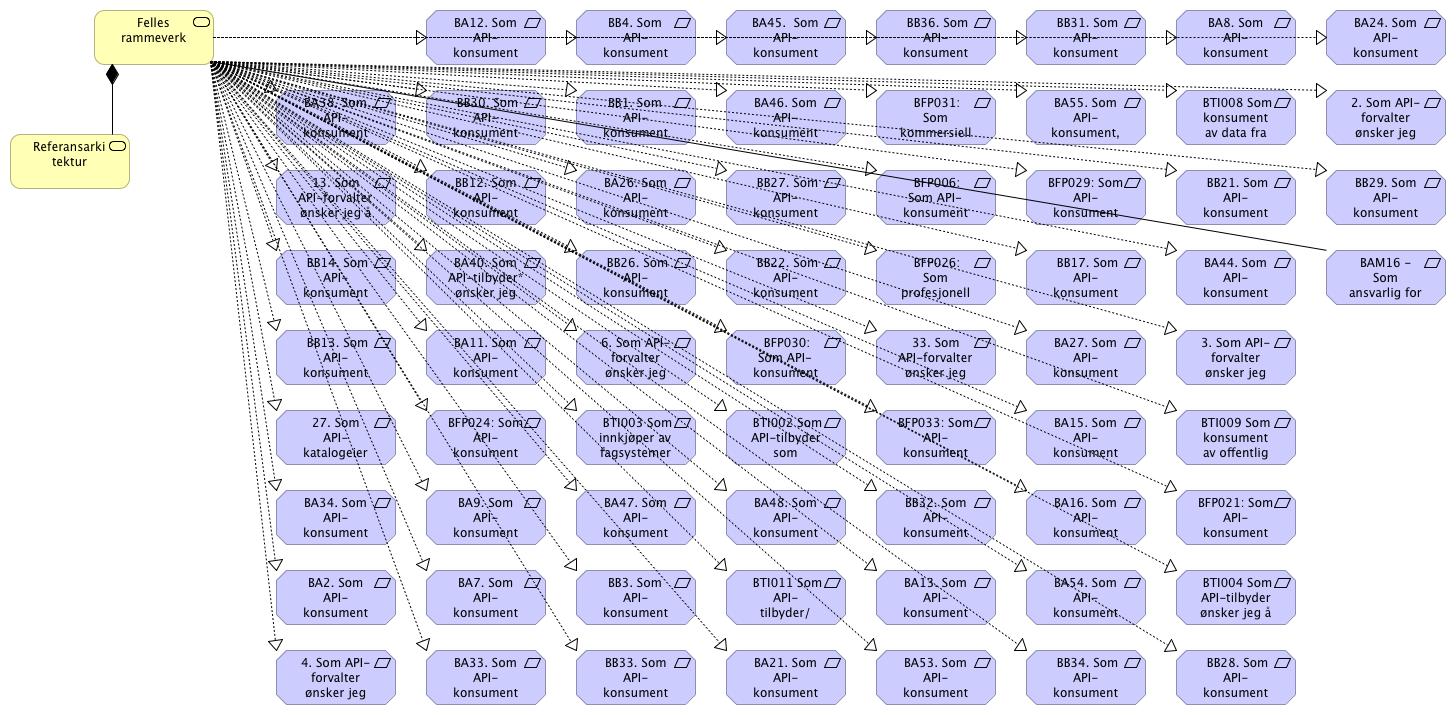 Felles
rammeverk
BA12. Som
API-
konsument
BB4. Som
API-
konsument
BA45.  Som
API-
konsument
BB36. Som
API-
konsument
BB31. Som
API-
konsument
BA8. Som
API-
konsument
BA24. Som
API-
konsument
BA38. Som
API-
konsument
BB30. Som
API-
konsument
BB1. Som
API-
konsument
BA46. Som
API-
konsument
BFP031:
Som
kommersiell
BA55. Som
API-
konsument,
BTI008 Som
konsument
av data fra
2. Som API-
forvalter
ønsker jeg
Referansarki
tektur
13. Som
API-forvalter
ønsker jeg å
BB12. Som
API-
konsument
BA26. Som
API-
konsument
BB27. Som
API-
konsument
BFP006:
Som API-
konsument
BFP029: Som
API-
konsument
BB21. Som
API-
konsument
BB29. Som
API-
konsument
BB14. Som
API-
konsument
BA40. Som
API-tilbyder
ønsker jeg
BB26. Som
API-
konsument
BB22. Som
API-
konsument
BFP026:
Som
profesjonell
BB17. Som
API-
konsument
BA44. Som
API-
konsument
BAM16 -
Som
ansvarlig for
BB13. Som
API-
konsument
BA11. Som
API-
konsument
6. Som API-
forvalter
ønsker jeg
BFP030:
Som API-
konsument
33. Som
API-forvalter
ønsker jeg
BA27. Som
API-
konsument
3. Som API-
forvalter
ønsker jeg
27. Som
API-
katalogeier
BFP024: Som
API-
konsument
BTI003 Som
innkjøper av
fagsystemer
BTI002 Som
API-tilbyder
som
BFP033: Som
API-
konsument
BA15. Som
API-
konsument
BTI009 Som
konsument
av offentlig
BA34. Som
API-
konsument
BA9. Som
API-
konsument
BA47. Som
API-
konsument
BA48. Som
API-
konsument
BB32. Som
API-
konsument
BA16. Som
API-
konsument
BFP021: Som
API-
konsument
BA2. Som
API-
konsument
BA7. Som
API-
konsument
BB3. Som
API-
konsument
BTI011 Som
API-
tilbyder/
BA13. Som
API-
konsument
BA54. Som
API-
konsument
BTI004 Som
API-tilbyder
ønsker jeg å
4. Som API-
forvalter
ønsker jeg
BA33. Som
API-
konsument
BB33. Som
API-
konsument
BA21. Som
API-
konsument
BA53. Som
API-
konsument
BB34. Som
API-
konsument
BB28. Som
API-
konsument